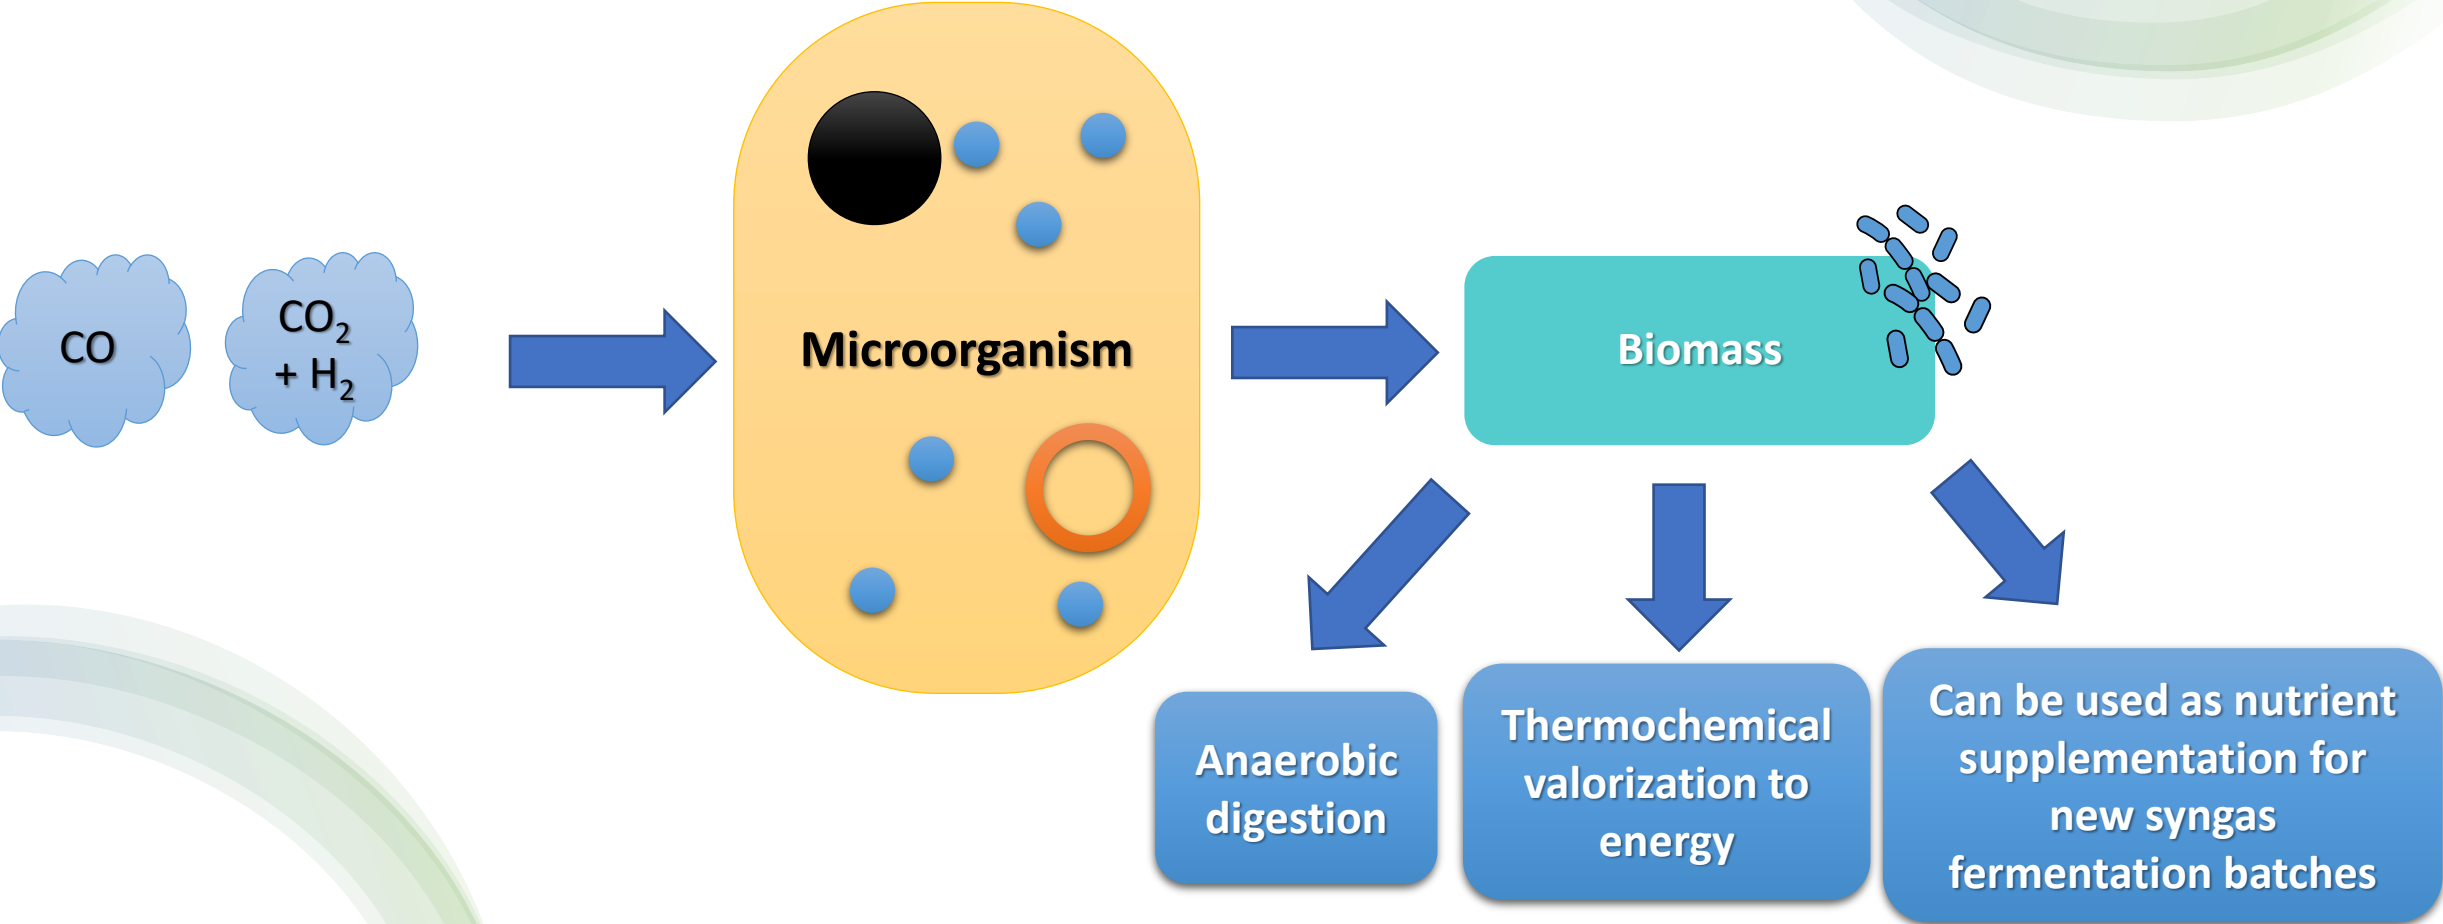 CO
CO₂
+ H₂
Microorganism
Biomass
Anaerobic
digestion
Thermochemical
valorization to
energy
Can be used as nutrient
supplementation for
new syngas
fermentation batches